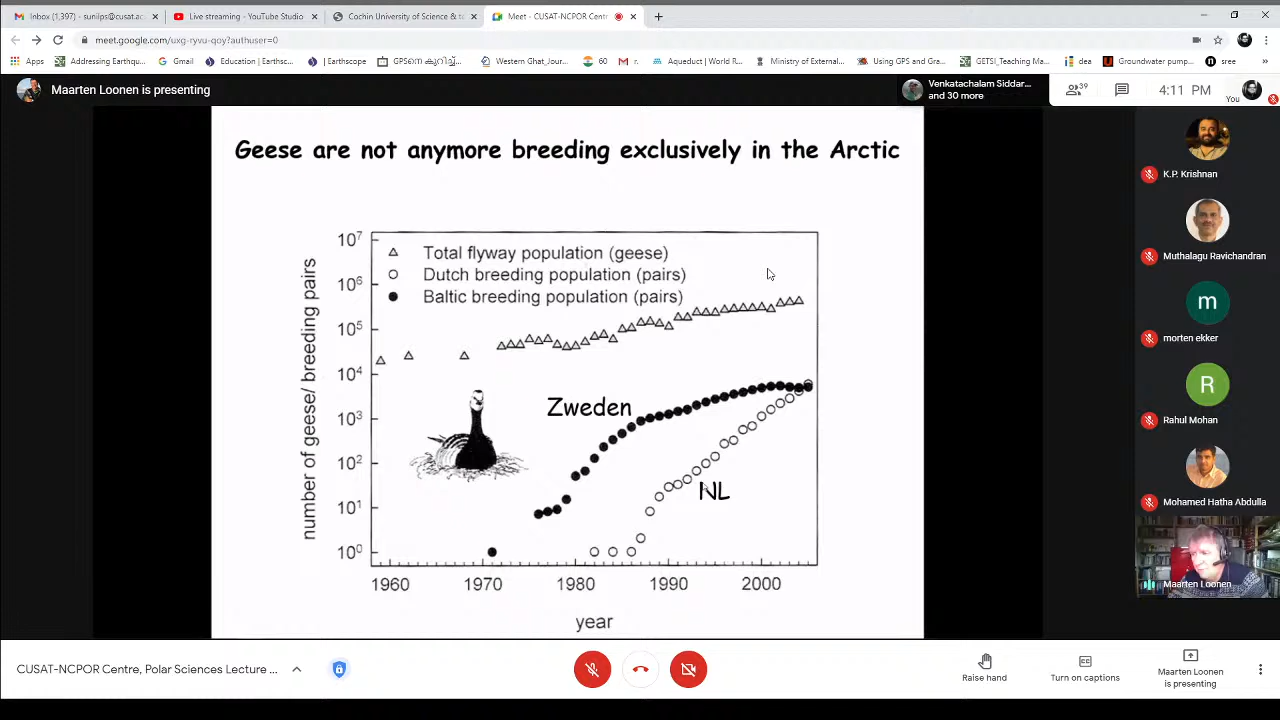 Inbox (1,397) - sunilps@cusat.ac.
Live streaming - YouTube Studio
Cochin University of Science & te
Meet - CUSAT-NCPOR Centr
meet.google.com/uxg-ryvu-qoy?authuser=0
Apps
Addressing Earthqu...
Gmail
Education | Earths...
| Earthscope
GPS(ന കുറിച്ച്...
Western Ghat_Jour...
60
r.
Aqueduct | World R...
Ministry of External...
Using GPS and Gra...
GETSI_Teaching Ma...
idea
Groundwater pump...
sree
Maarten Loonen is presenting
Venkatachalam Siddar...
and 30 more
39
4:11 PM
You
Geese are not anymore breeding exclusively in the Arctic
Total flyway population (geese)
Dutch breeding population (pairs)
Baltic breeding population (pairs)
number of geese/ breeding pairs
10⁷
10⁶
10⁵
10⁴
10³
10²
10¹
10⁰
Zweden
NL
1960 1970 1980 1990 2000
year
K.P. Krishnan
Muthalagu Ravichandran
m
morten ekker
R
Rahul Mohan
Mohamed Hatha Abdulla
Maarten Loonen
CUSAT-NCPOR Centre, Polar Sciences Lecture ...
Raise hand
Turn on captions
Maarten Loonen
is presenting